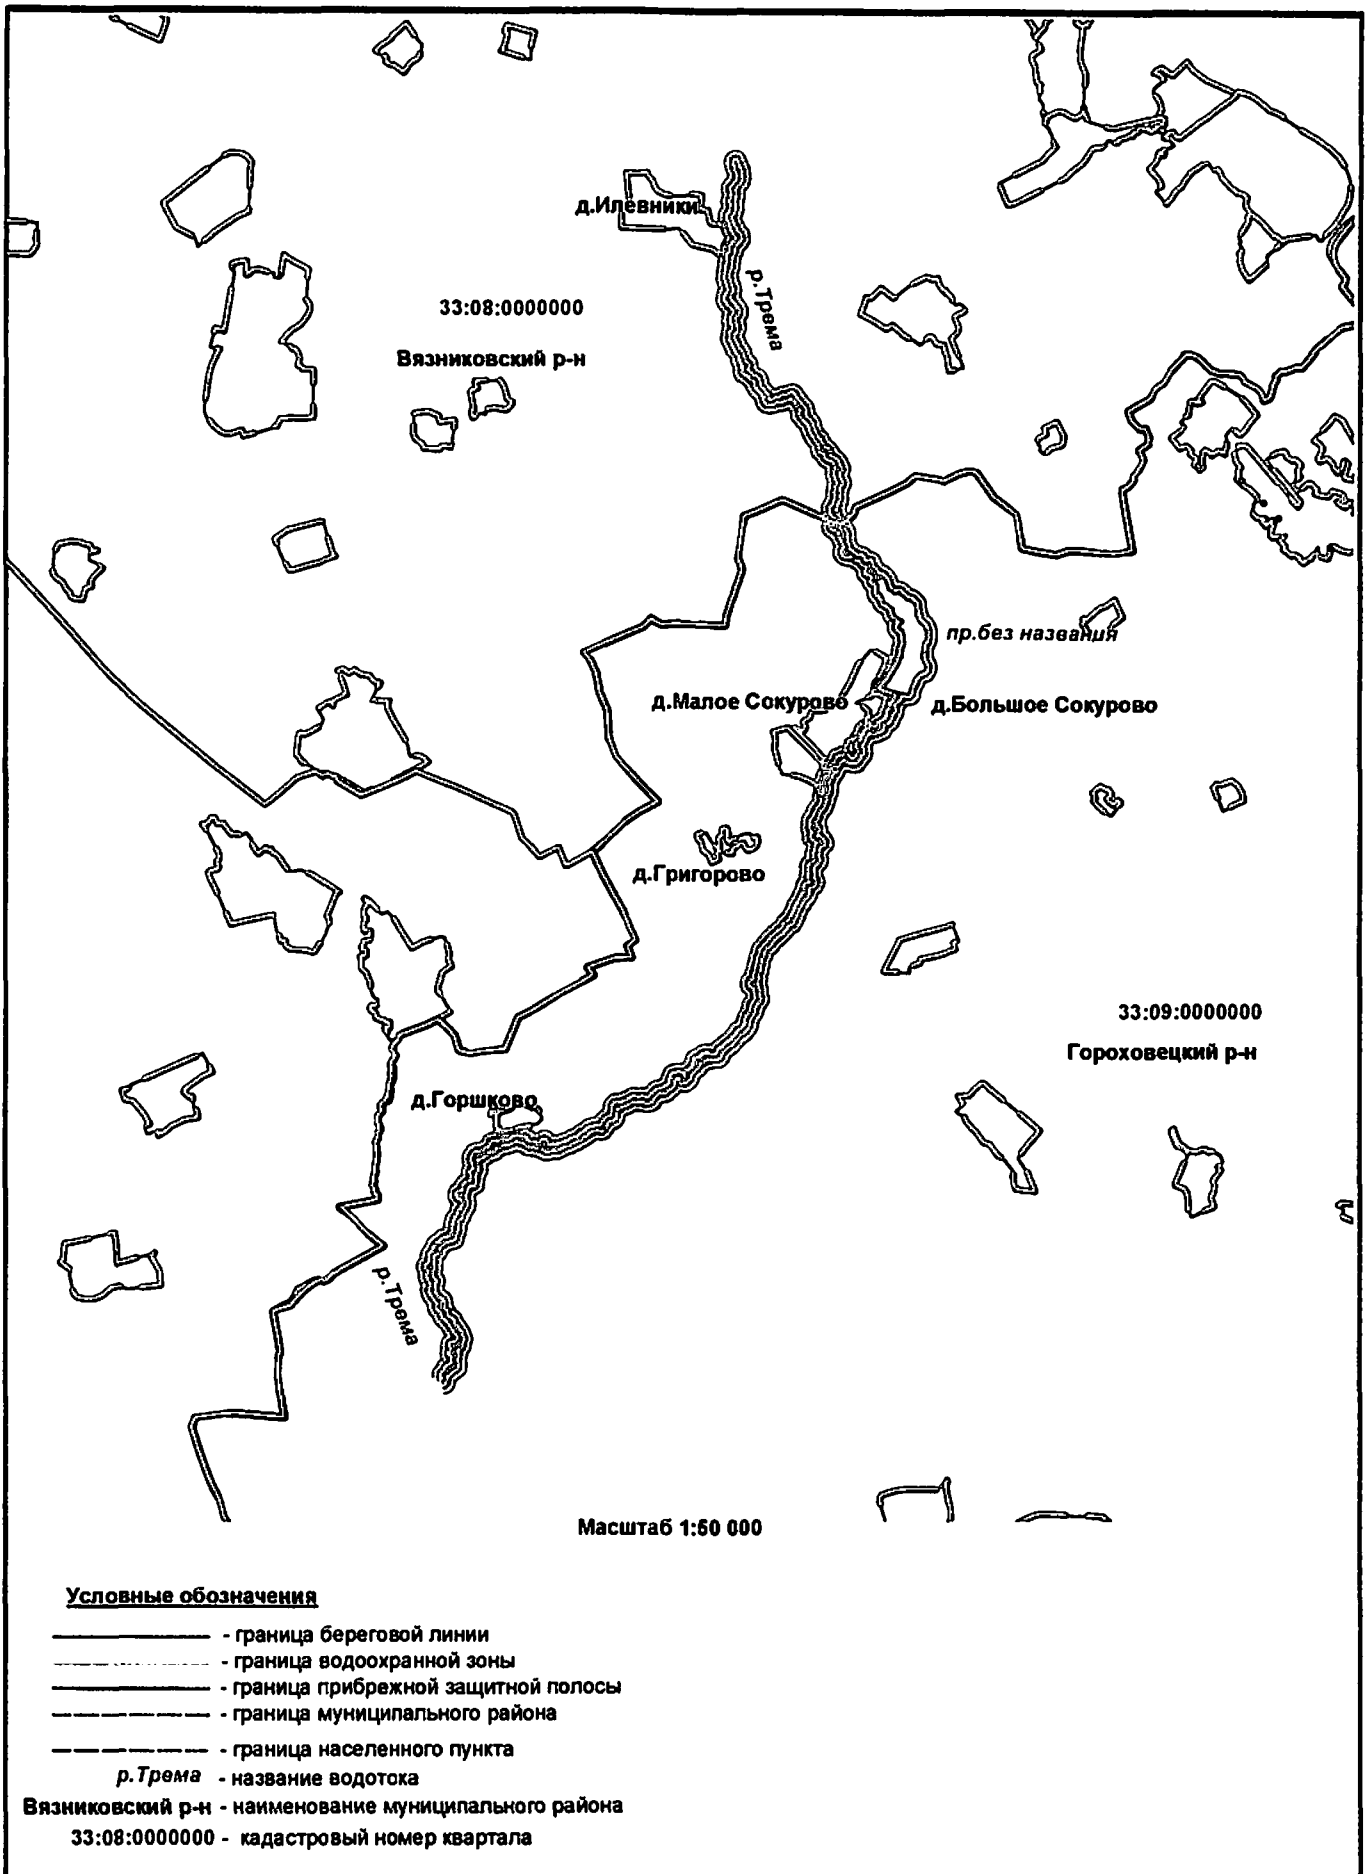 д.Илевники
р.Трема
33:08:0000000
Вязниковский р-н
пр.без названия
д.Малое Сокурово
д.Большое Сокурово
д.Григорово
33:09:0000000
Гороховецкий р-н
д.Горшково
р.Трема
Масштаб 1:50 000
Условные обозначения
- граница береговой линии
- граница водоохранной зоны
- граница прибрежной защитной полосы
- граница муниципального района
- граница населенного пункта
р.Трема - название водотока
Вязниковский р-н - наименование муниципального района
33:08:0000000 - кадастровый номер квартала